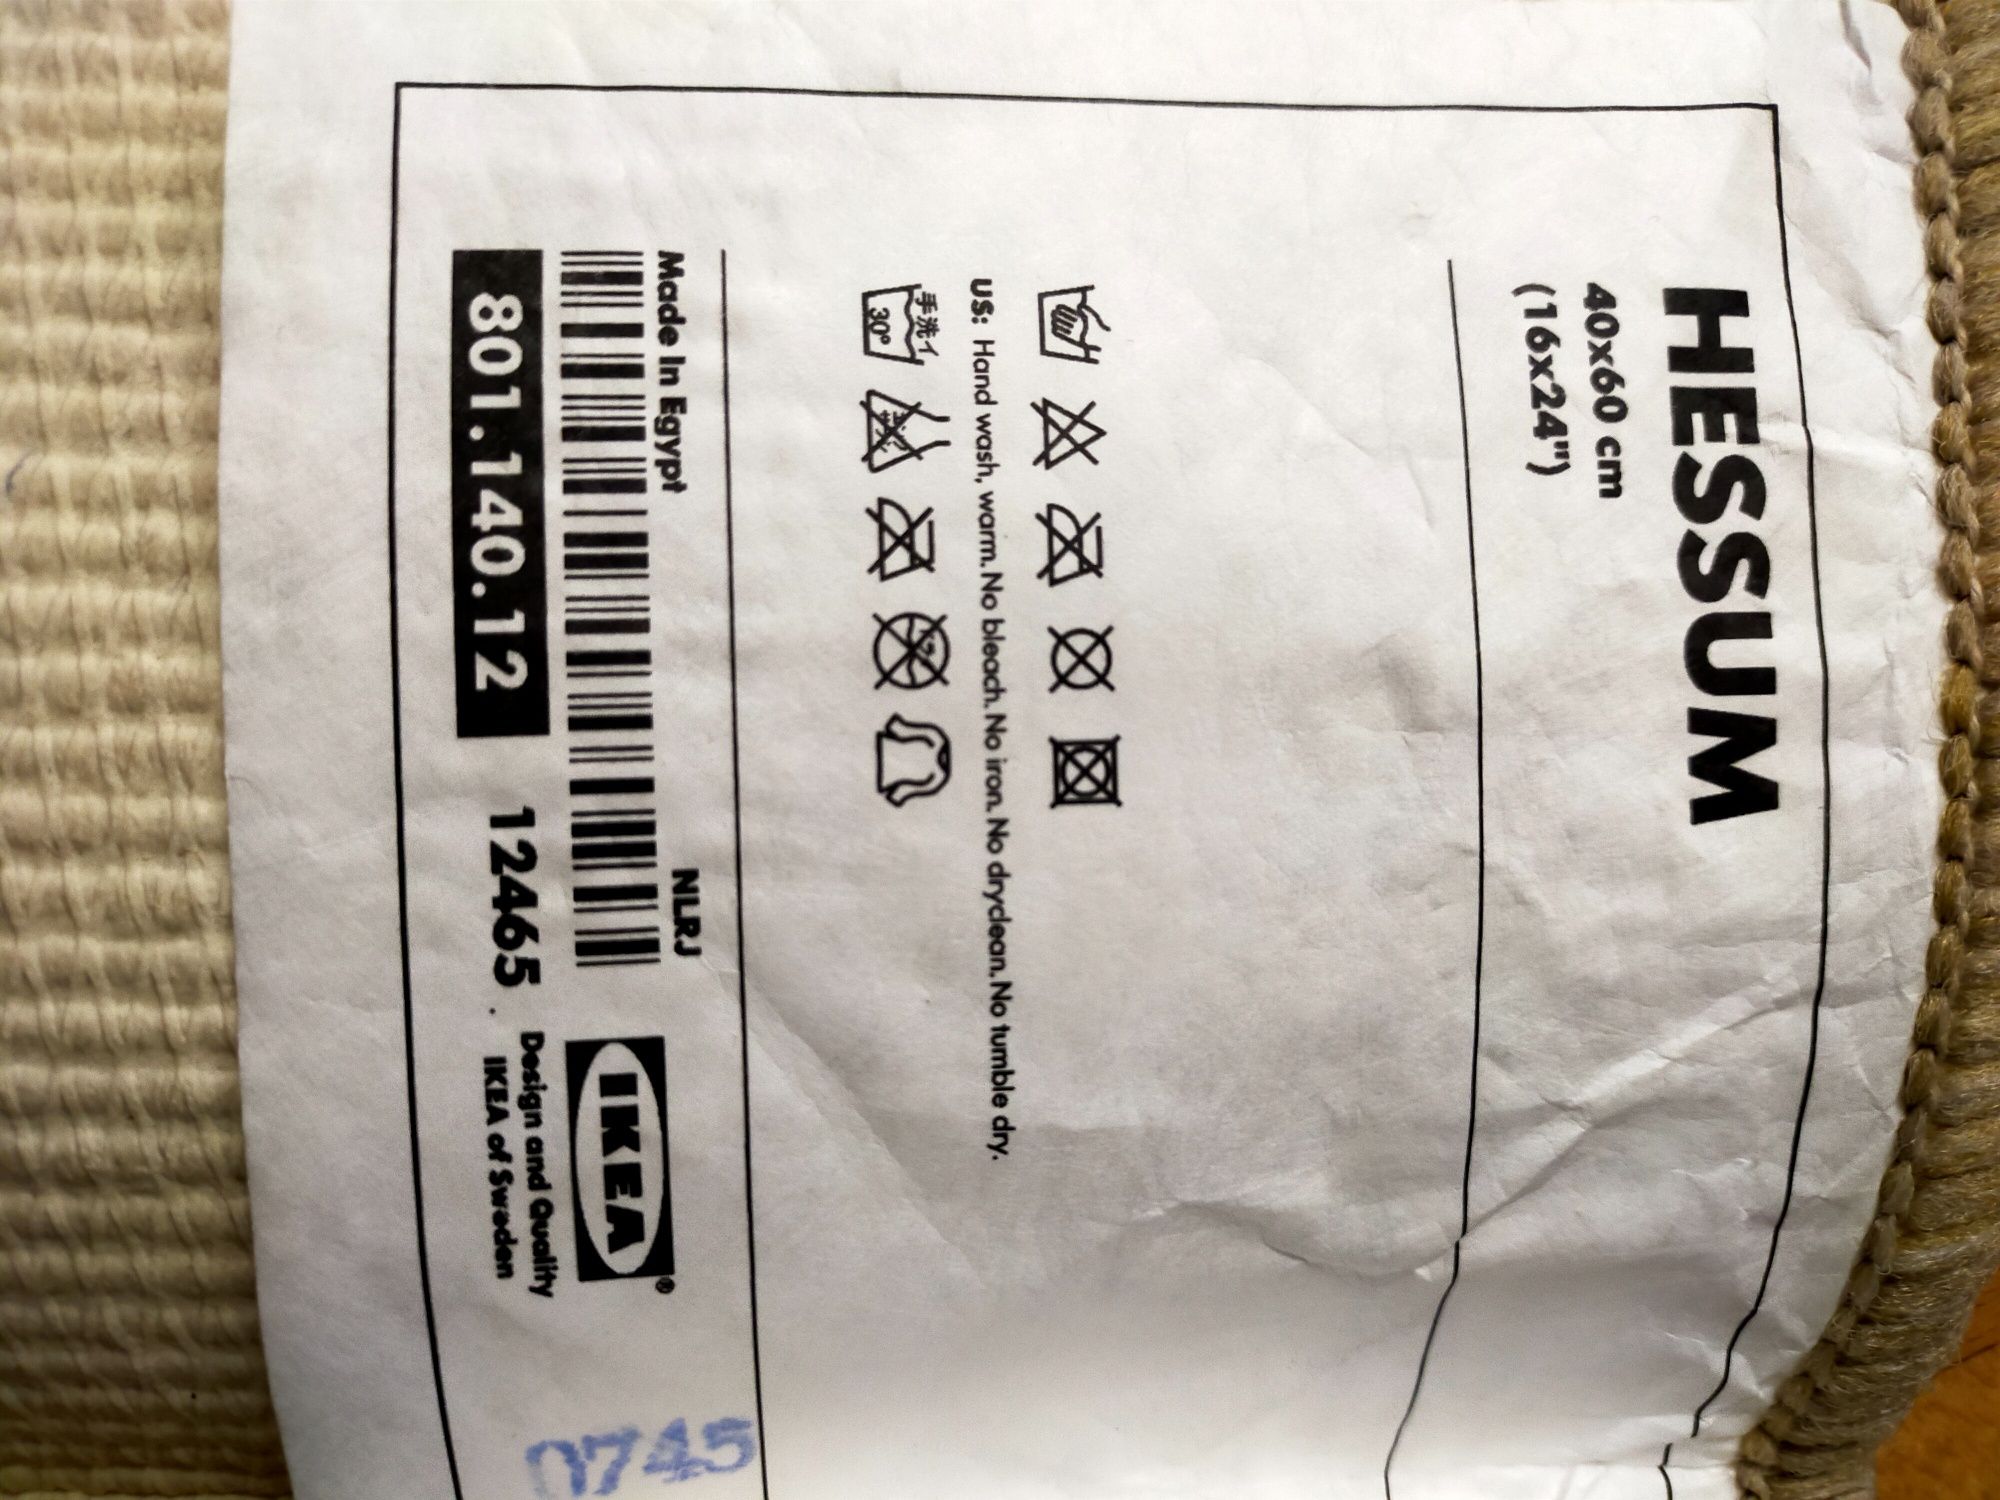 HESSUM
40x60 cm
(16x24")
US: Hand wash, warm. No bleach. No iron. No dryclean. No tumble dry.
手洗イ
30°
Made In Egypt
NLRJ
801.140.12
12465
IKEA®
Design and Quality
IKEA of Sweden
0745